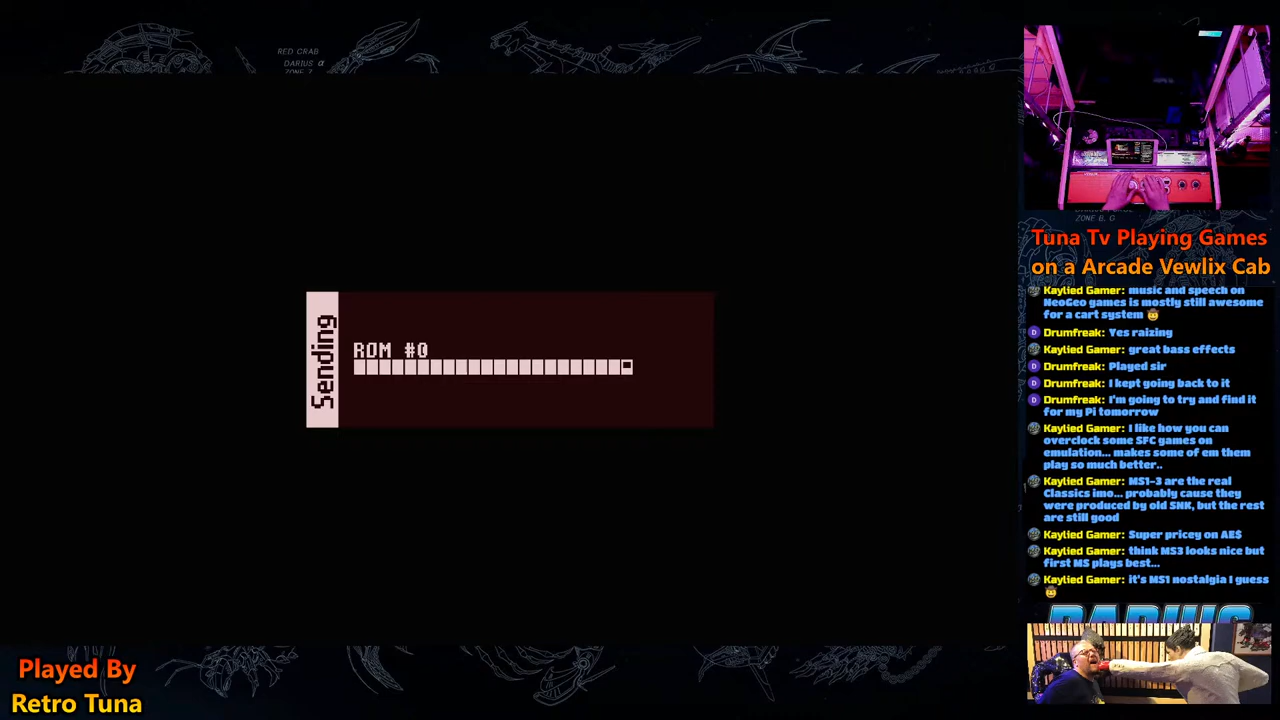 RED CRAB
DARIUS α
ZONE Z
Sending
ROM #0
ZONE B. C
Tuna Tv Playing Games
on a Arcade Vewlix Cab
Kaylied Gamer: music and speech on
NeoGeo games is mostly still awesome
for a cart system 🤠
Drumfreak: Yes raizing
Kaylied Gamer: great bass effects
Drumfreak: Played sir
Drumfreak: I kept going back to it
Drumfreak: I'm going to try and find it
for my Pi tomorrow
Kaylied Gamer: I like how you can
overclock some SFC games on
emulation... makes some of em them
play so much better..
Kaylied Gamer: MS1-3 are the real
Classics imo... probably cause they
were produced by old SNK, but the rest
are still good
Kaylied Gamer: Super pricey on AE$
Kaylied Gamer: think MS3 looks nice but
first MS plays best...
Kaylied Gamer: it's MS1 nostalgia I guess
🤠
DARIUS
Played By
Retro Tuna